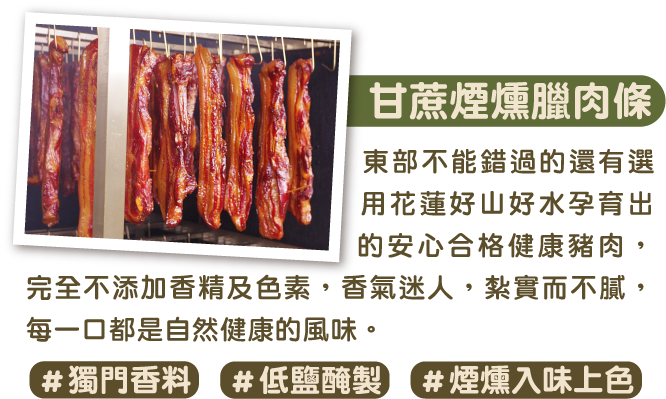 甘蔗煙燻臘肉條
東部不能錯過的還有選
用花蓮好山好水孕育出
的安心合格健康豬肉，
完全不添加香精及色素，香氣迷人，紮實而不膩，
每一口都是自然健康的風味。
#獨門香料 #低鹽醃製 #煙燻入味上色